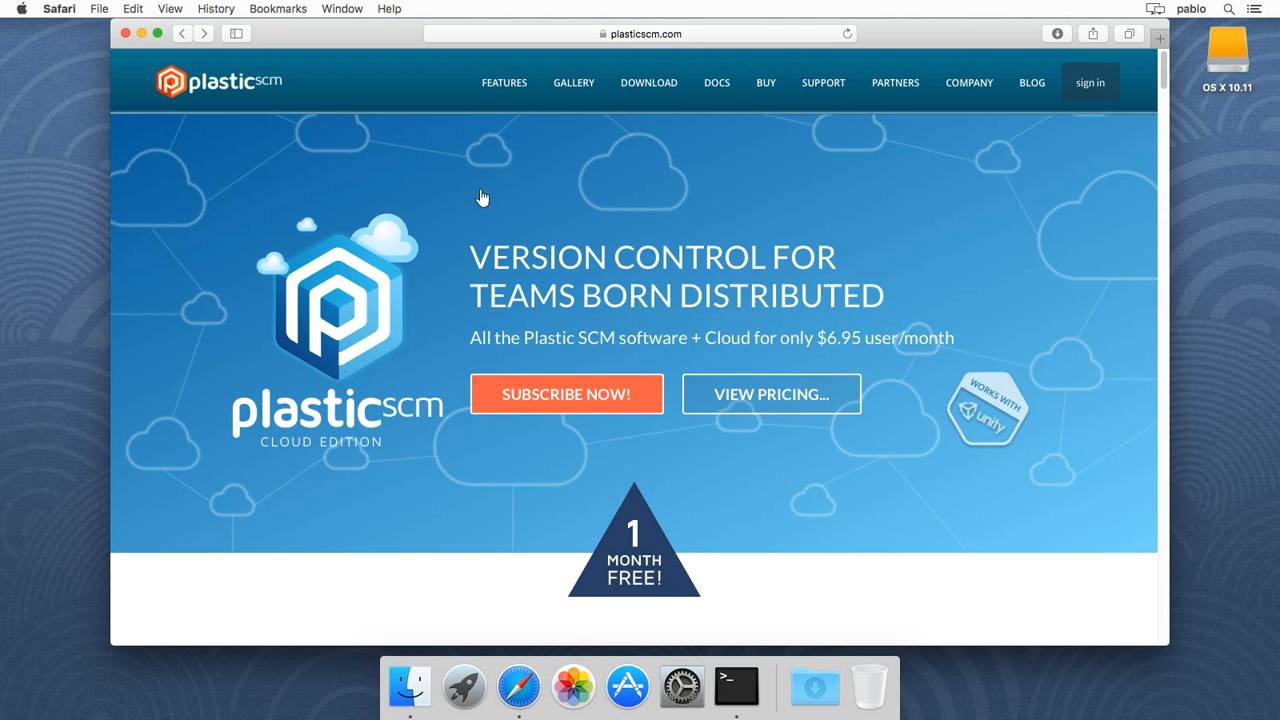 Safari File Edit View History Bookmarks Window Help pablo
plasticscm.com
OS X 10.11
plasticscm FEATURES GALLERY DOWNLOAD DOCS BUY SUPPORT PARTNERS COMPANY BLOG sign in
VERSION CONTROL FOR
TEAMS BORN DISTRIBUTED
All the Plastic SCM software + Cloud for only $6.95 user/month
SUBSCRIBE NOW! VIEW PRICING...
plasticscm
CLOUD EDITION
WORKS WITH
unity
1
MONTH
FREE!
>_